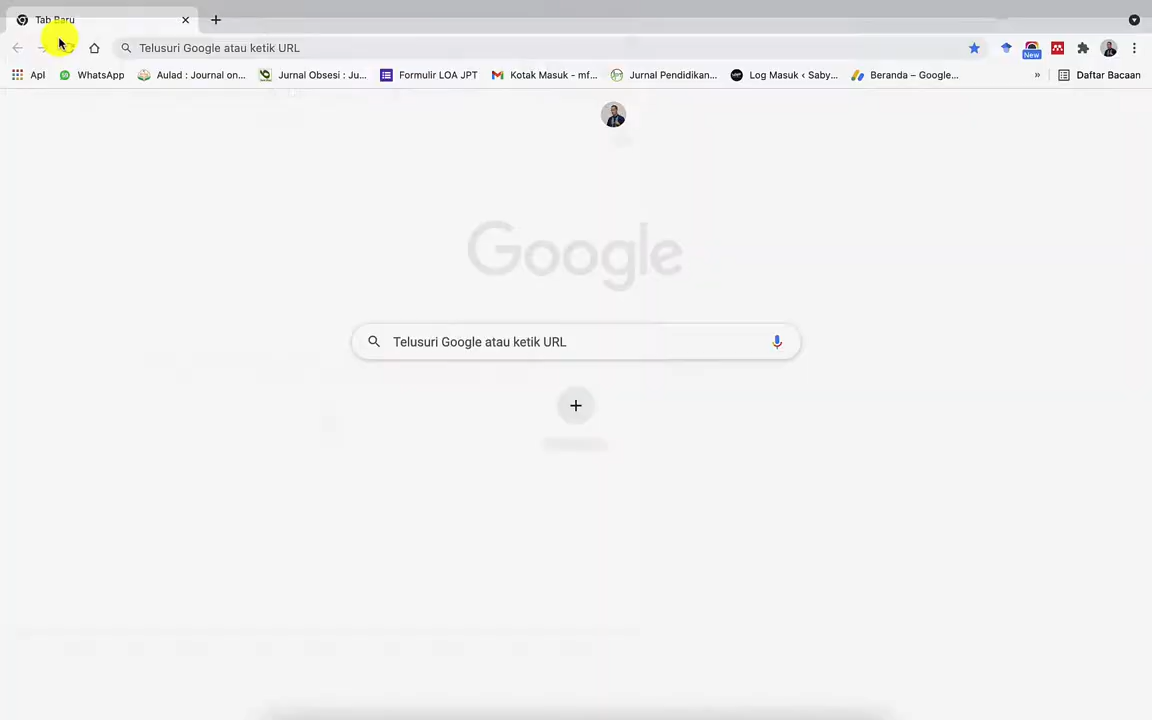 Tab Baru
Telusuri Google atau ketik URL
New
Apl
WhatsApp
Aulad : Journal on...
Jurnal Obsesi : Ju...
Formulir LOA JPT
Kotak Masuk - mf...
Jurnal Pendidikan...
Log Masuk ‹ Saby...
Beranda – Google...
»
Daftar Bacaan
Google
Telusuri Google atau ketik URL